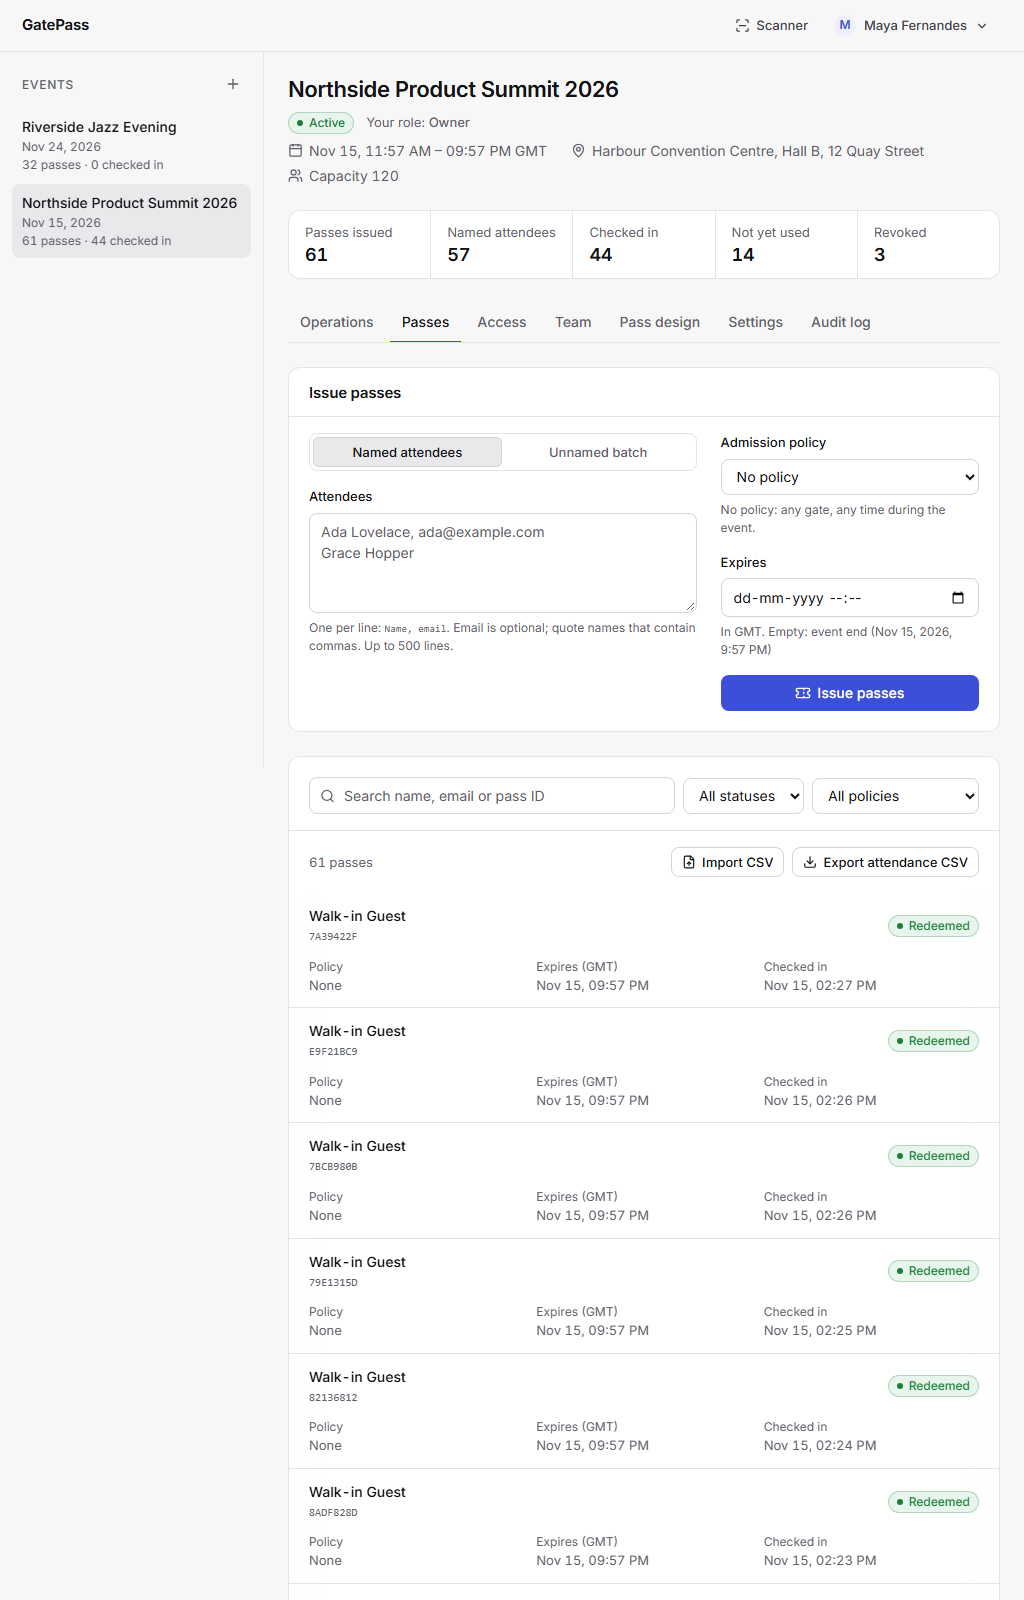 GatePass
Scanner
M
Maya Fernandes
EVENTS
Riverside Jazz Evening
Nov 24, 2026
32 passes · 0 checked in
Northside Product Summit 2026
Nov 15, 2026
61 passes · 44 checked in
Northside Product Summit 2026
Active
Your role: Owner
Nov 15, 11:57 AM – 09:57 PM GMT
Harbour Convention Centre, Hall B, 12 Quay Street
Capacity 120
Passes issued
61
Named attendees
57
Checked in
44
Not yet used
14
Revoked
3
Operations
Passes
Access
Team
Pass design
Settings
Audit log
Issue passes
Named attendees
Unnamed batch
Attendees
Ada Lovelace, ada@example.com
Grace Hopper
One per line: Name, email. Email is optional; quote names that contain
commas. Up to 500 lines.
Admission policy
No policy
No policy: any gate, any time during the
event.
Expires
dd-mm-yyyy --:--
In GMT. Empty: event end (Nov 15, 2026,
9:57 PM)
Issue passes
Search name, email or pass ID
All statuses
All policies
61 passes
Import CSV
Export attendance CSV
Walk-in Guest
7A39422F
Redeemed
Policy
None
Expires (GMT)
Nov 15, 09:57 PM
Checked in
Nov 15, 02:27 PM
Walk-in Guest
E9F21BC9
Redeemed
Policy
None
Expires (GMT)
Nov 15, 09:57 PM
Checked in
Nov 15, 02:26 PM
Walk-in Guest
7BCB980B
Redeemed
Policy
None
Expires (GMT)
Nov 15, 09:57 PM
Checked in
Nov 15, 02:26 PM
Walk-in Guest
79E1315D
Redeemed
Policy
None
Expires (GMT)
Nov 15, 09:57 PM
Checked in
Nov 15, 02:25 PM
Walk-in Guest
82136812
Redeemed
Policy
None
Expires (GMT)
Nov 15, 09:57 PM
Checked in
Nov 15, 02:24 PM
Walk-in Guest
8ADF828D
Redeemed
Policy
None
Expires (GMT)
Nov 15, 09:57 PM
Checked in
Nov 15, 02:23 PM